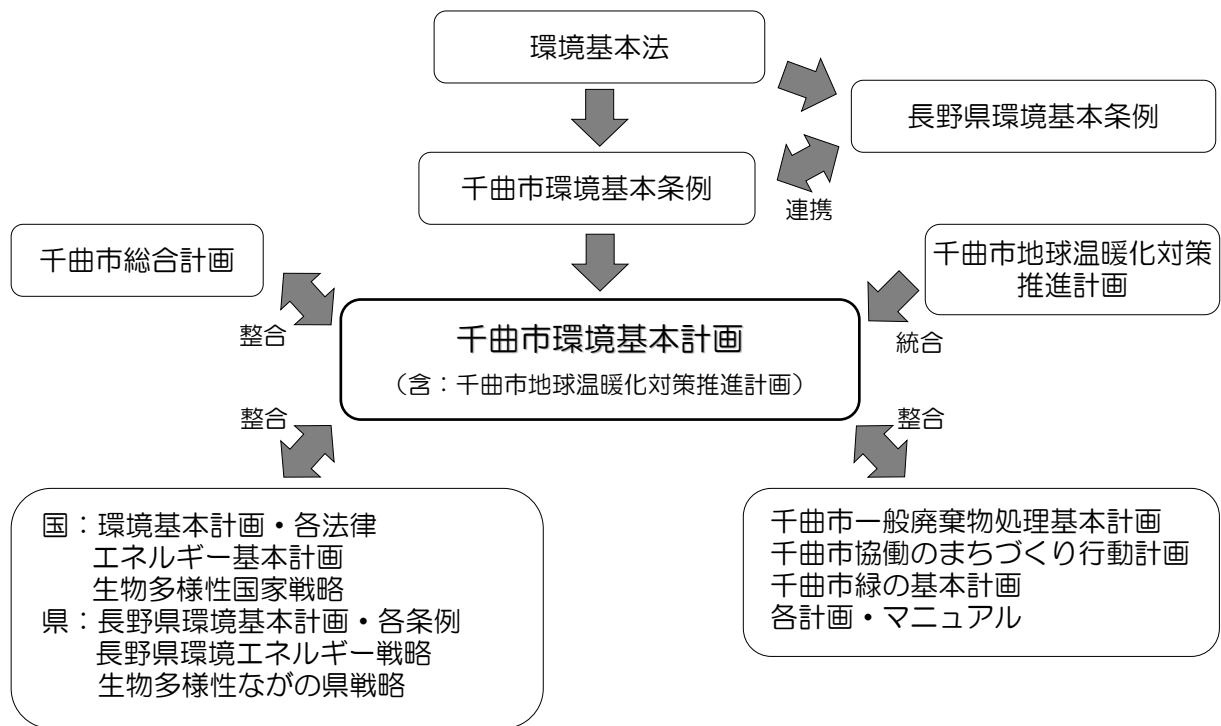 環境基本法
長野県環境基本条例
千曲市環境基本条例
連携
千曲市総合計画
千曲市地球温暖化対策
推進計画
整合
千曲市環境基本計画
(含：千曲市地球温暖化対策推進計画)
統合
整合
整合
国：環境基本計画・各法律
エネルギー基本計画
生物多様性国家戦略
県：長野県環境基本計画・各条例
長野県環境エネルギー戦略
生物多様性ながの県戦略
千曲市一般廃棄物処理基本計画
千曲市協働のまちづくり行動計画
千曲市緑の基本計画
各計画・マニュアル